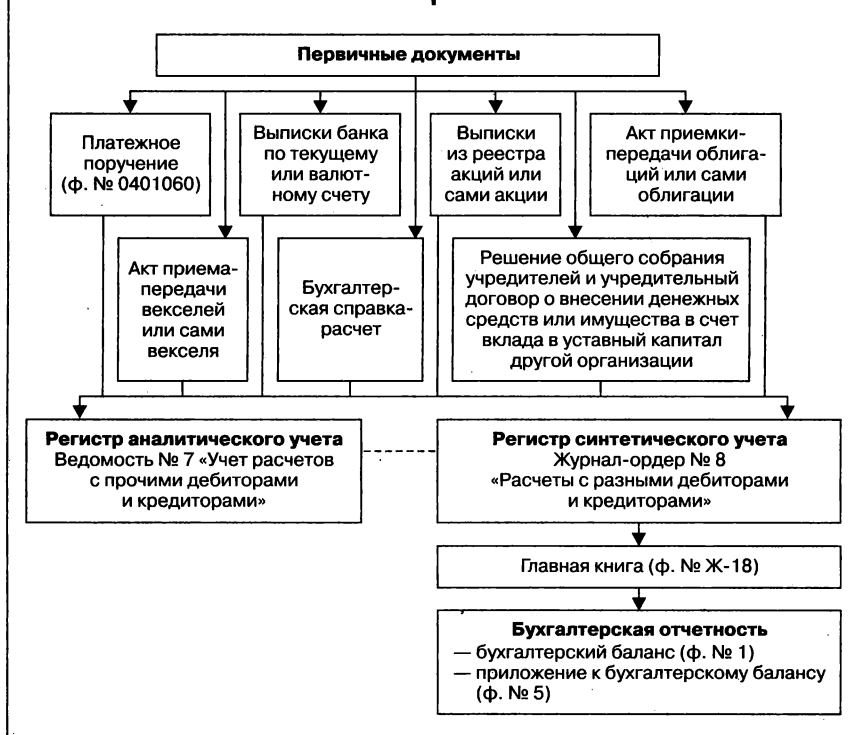 Первичные документы
Платежное
поручение
(ф. № 0401060)
Выписки банка
по текущему
или валют-
ному счету
Выписки
из реестра
акций или
сами акции
Акт приемки-
передачи облига-
ций или сами
облигации
Акт приема-
передачи
векселей
или сами
векселя
Бухгалтер-
ская справка-
расчет
Решение общего собрания
учредителей и учредительный
договор о внесении денежных
средств или имущества в счет
вклада в уставный капитал
другой организации
Регистр аналитического учета
Ведомость № 7 «Учет расчетов
с прочими дебиторами
и кредиторами»
Регистр синтетического учета
Журнал-ордер № 8
«Расчеты с разными дебиторами
и кредиторами»
Главная книга (ф. № Ж-18)
Бухгалтерская отчетность
— бухгалтерский баланс (ф. № 1)
— приложение к бухгалтерскому балансу
(ф. № 5)